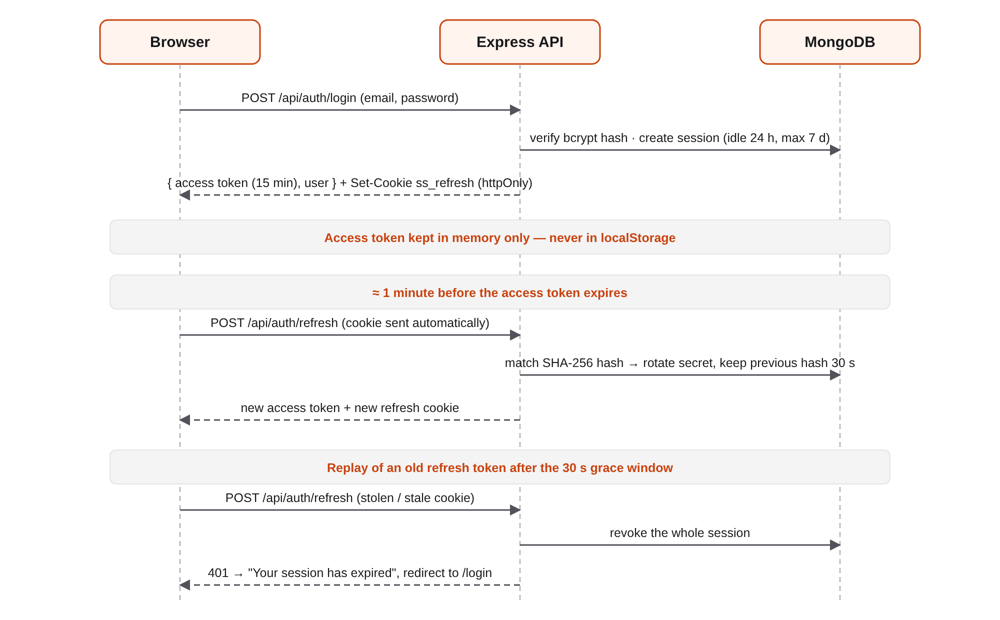 Browser
Express API
MongoDB
POST /api/auth/login (email, password)
verify bcrypt hash · create session (idle 24 h, max 7 d)
{ access token (15 min), user } + Set-Cookie ss_refresh (httpOnly)
Access token kept in memory only — never in localStorage
≈ 1 minute before the access token expires
POST /api/auth/refresh (cookie sent automatically)
match SHA-256 hash → rotate secret, keep previous hash 30 s
new access token + new refresh cookie
Replay of an old refresh token after the 30 s grace window
POST /api/auth/refresh (stolen / stale cookie)
revoke the whole session
401 → "Your session has expired", redirect to /login